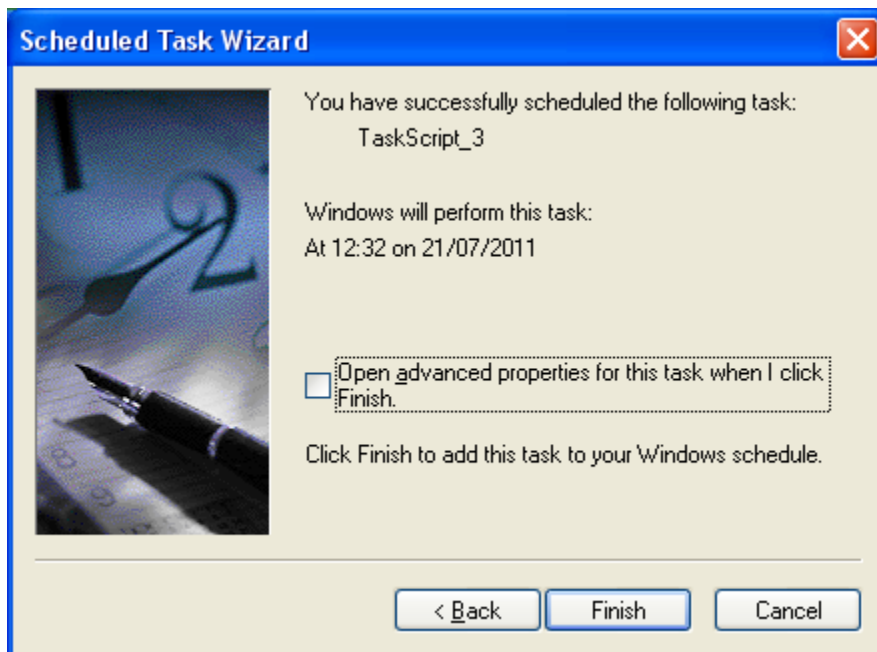 Scheduled Task Wizard
You have successfully scheduled the following task:
TaskScript_3
Windows will perform this task:
At 12:32 on 21/07/2011
Open advanced properties for this task when I click
Finish.
Click Finish to add this task to your Windows schedule.
< Back
Finish
Cancel